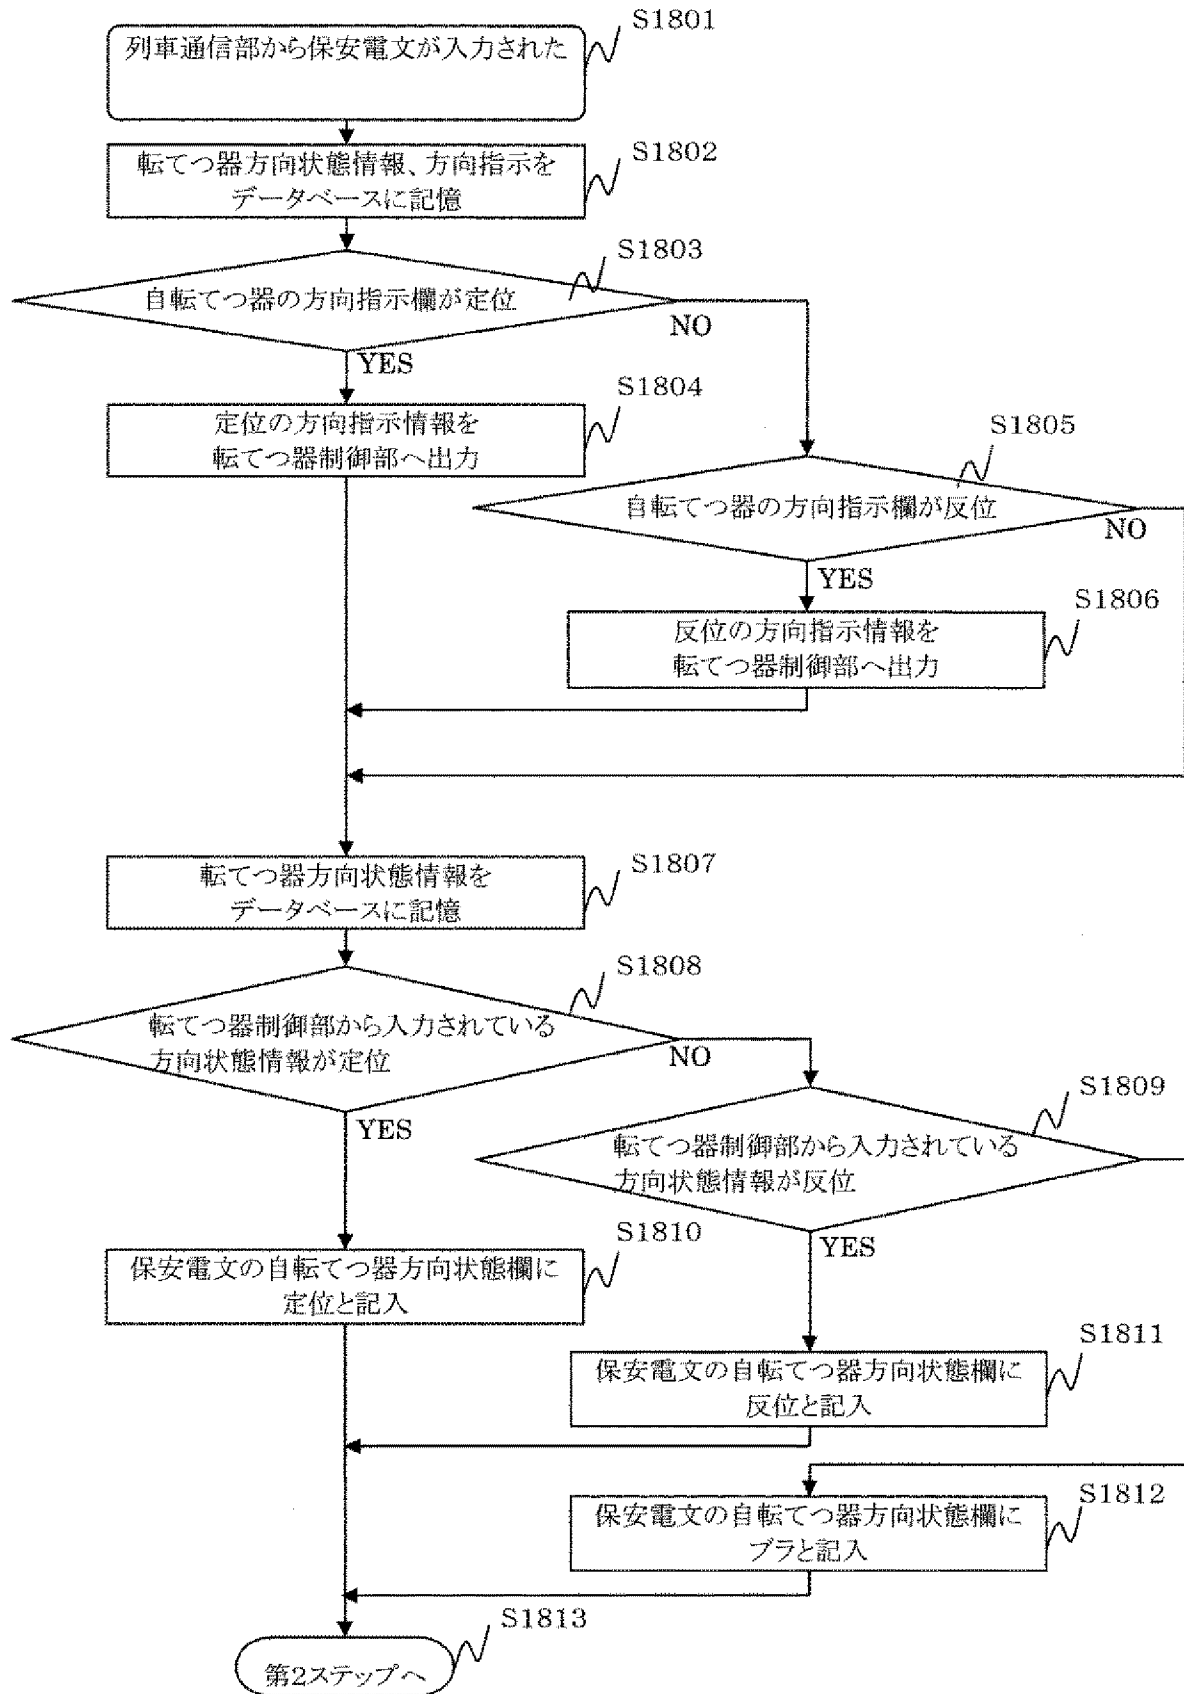 S1801
列車通信部から保安電文が入力された
S1802
転てつ器方向状態情報、方向指示を
データベースに記憶
S1803
自転てつ器の方向指示欄が定位
NO
YES
S1804
定位の方向指示情報を
転てつ器制御部へ出力
S1805
自転てつ器の方向指示欄が反位
NO
YES
S1806
反位の方向指示情報を
転てつ器制御部へ出力
S1807
転てつ器方向状態情報を
データベースに記憶
S1808
転てつ器制御部から入力されている
方向状態情報が定位
NO
YES
S1809
転てつ器制御部から入力されている
方向状態情報が反位
YES
S1810
保安電文の自転てつ器方向状態欄に
定位と記入
S1811
保安電文の自転てつ器方向状態欄に
反位と記入
S1812
保安電文の自転てつ器方向状態欄に
ブラと記入
S1813
第2ステップへ